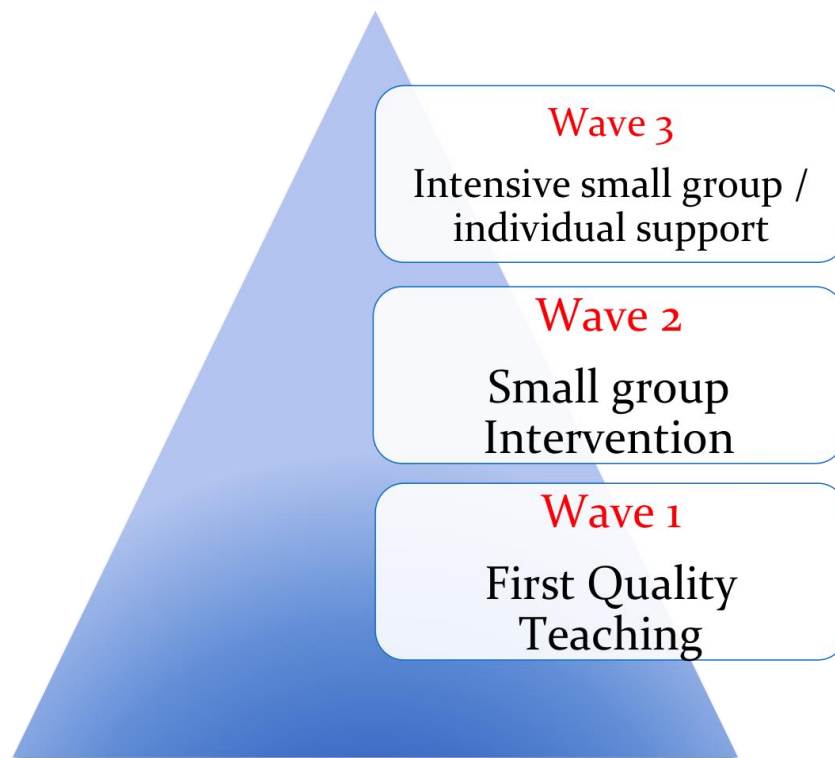 Wave 3
Intensive small group /
individual support
Wave 2
Small group
Intervention
Wave 1
First Quality
Teaching